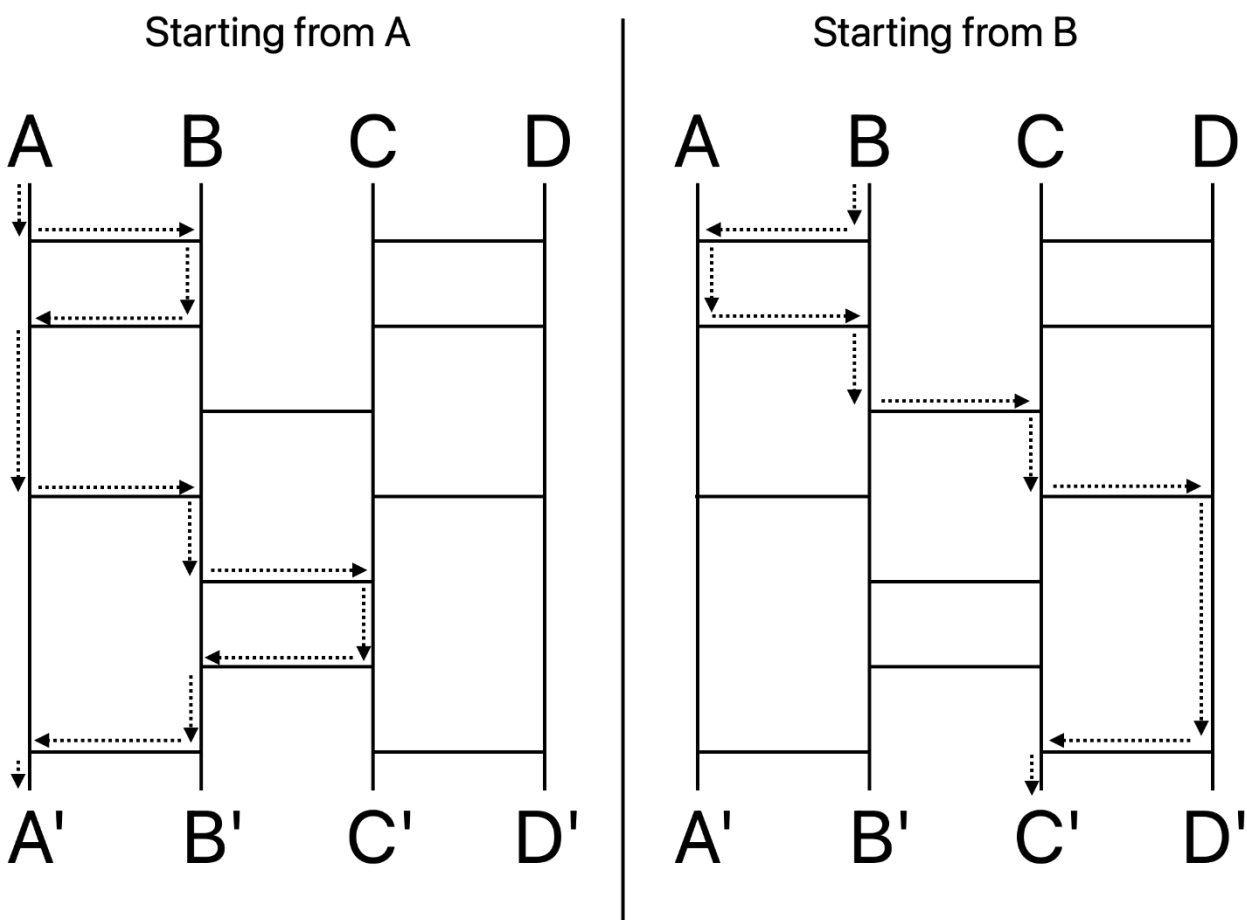 Starting from A
A B C D
A' B' C' D'
Starting from B
A B C D
A' B' C' D'